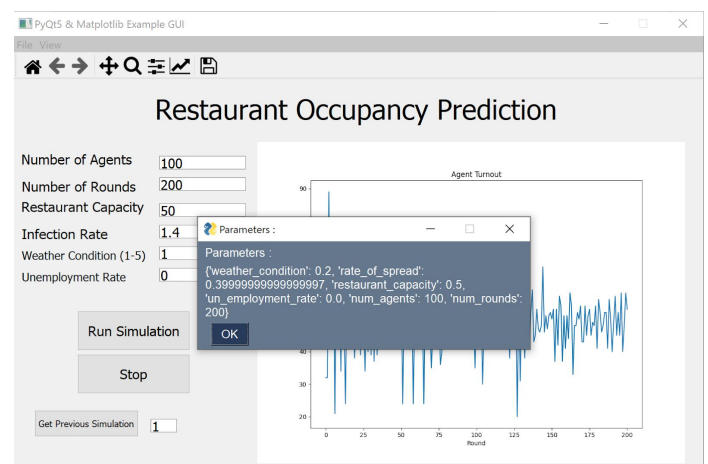 PyQt5 & Matplotlib Example GUI
File View
Restaurant Occupancy Prediction
Number of Agents 100
Number of Rounds 200
Restaurant Capacity 50
Infection Rate 1.4
Weather Condition (1-5) 1
Unemployment Rate 0
Run Simulation
Stop
Get Previous Simulation 1
Agent Turnout
90
40
30
20
0 25 50 75 100 125 150 175 200
Round
Parameters :
Parameters :
{'weather_condition': 0.2, 'rate_of_spread':
0.39999999999999997, 'restaurant_capacity': 0.5,
'un_employment_rate': 0.0, 'num_agents': 100, 'num_rounds':
200}
OK